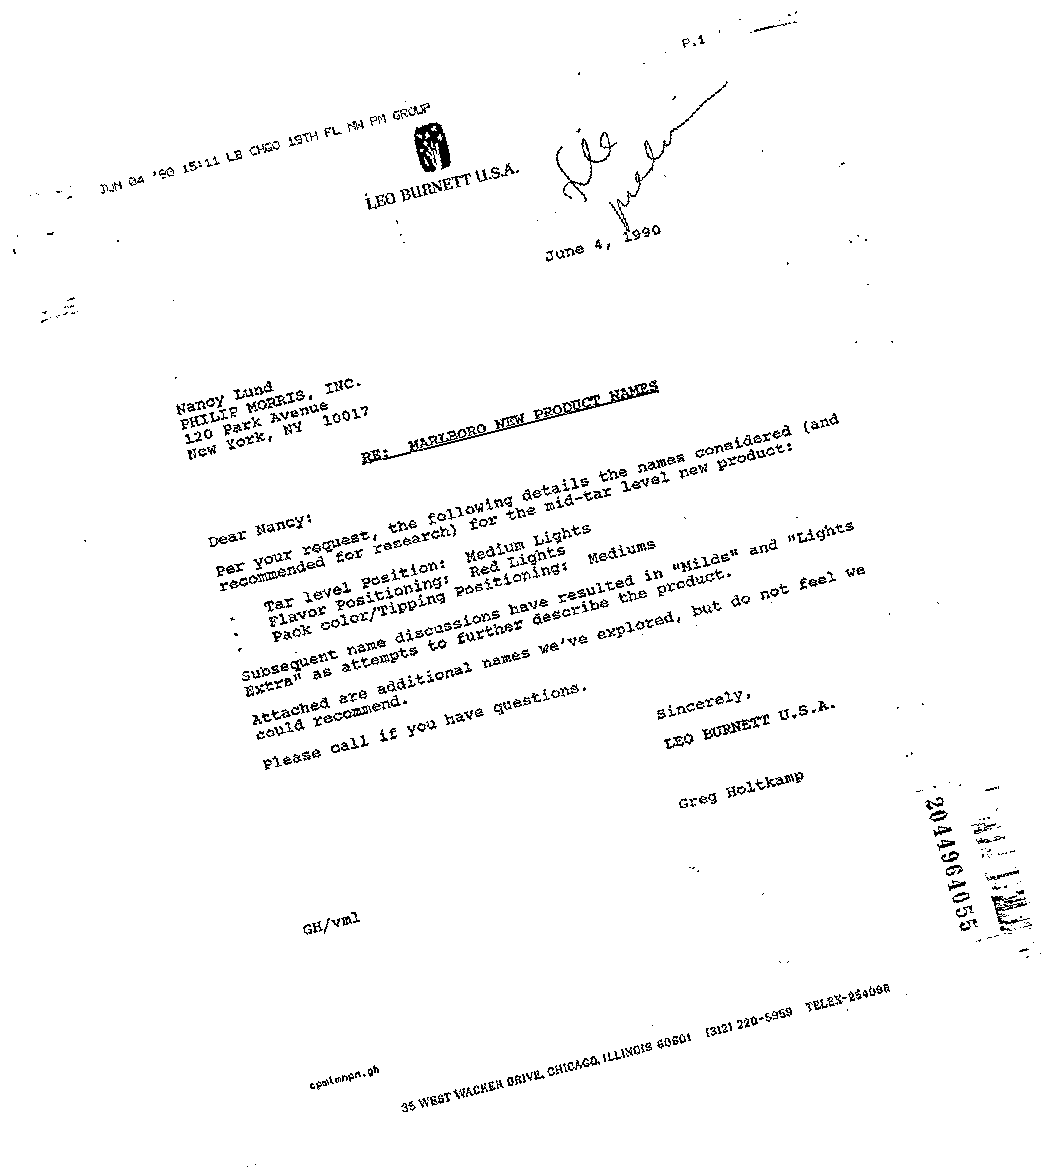 P.1
JUN 04 '90 15:11 LB CHGO 19TH FL NW PM GROUP
LEO BURNETT U.S.A.
June 4, 1990
Nancy Lund
PHILIP MORRIS, INC.
120 Park Avenue
New York, NY 10017
RE: MARLBORO NEW PRODUCT NAMES
Dear Nancy:
Per your request, the following details the names considered (and
recommended for research) for the mid-tar level new product:
. Tar level Position: Medium Lights
. Flavor Positioning: Red Lights
. Pack color/Tipping Positioning: Mediums
Subsequent name discussions have resulted in "Milds" and "Lights
Extra" as attempts to further describe the product.
Attached are additional names we've explored, but do not feel we
could recommend.
Please call if you have questions.
Sincerely,
LEO BURNETT U.S.A.
Greg Holtkamp
2044964055
GH/vml
35 WEST WACKER DRIVE, CHICAGO, ILLINOIS 60601 (312) 220-5959 TELEX-254098